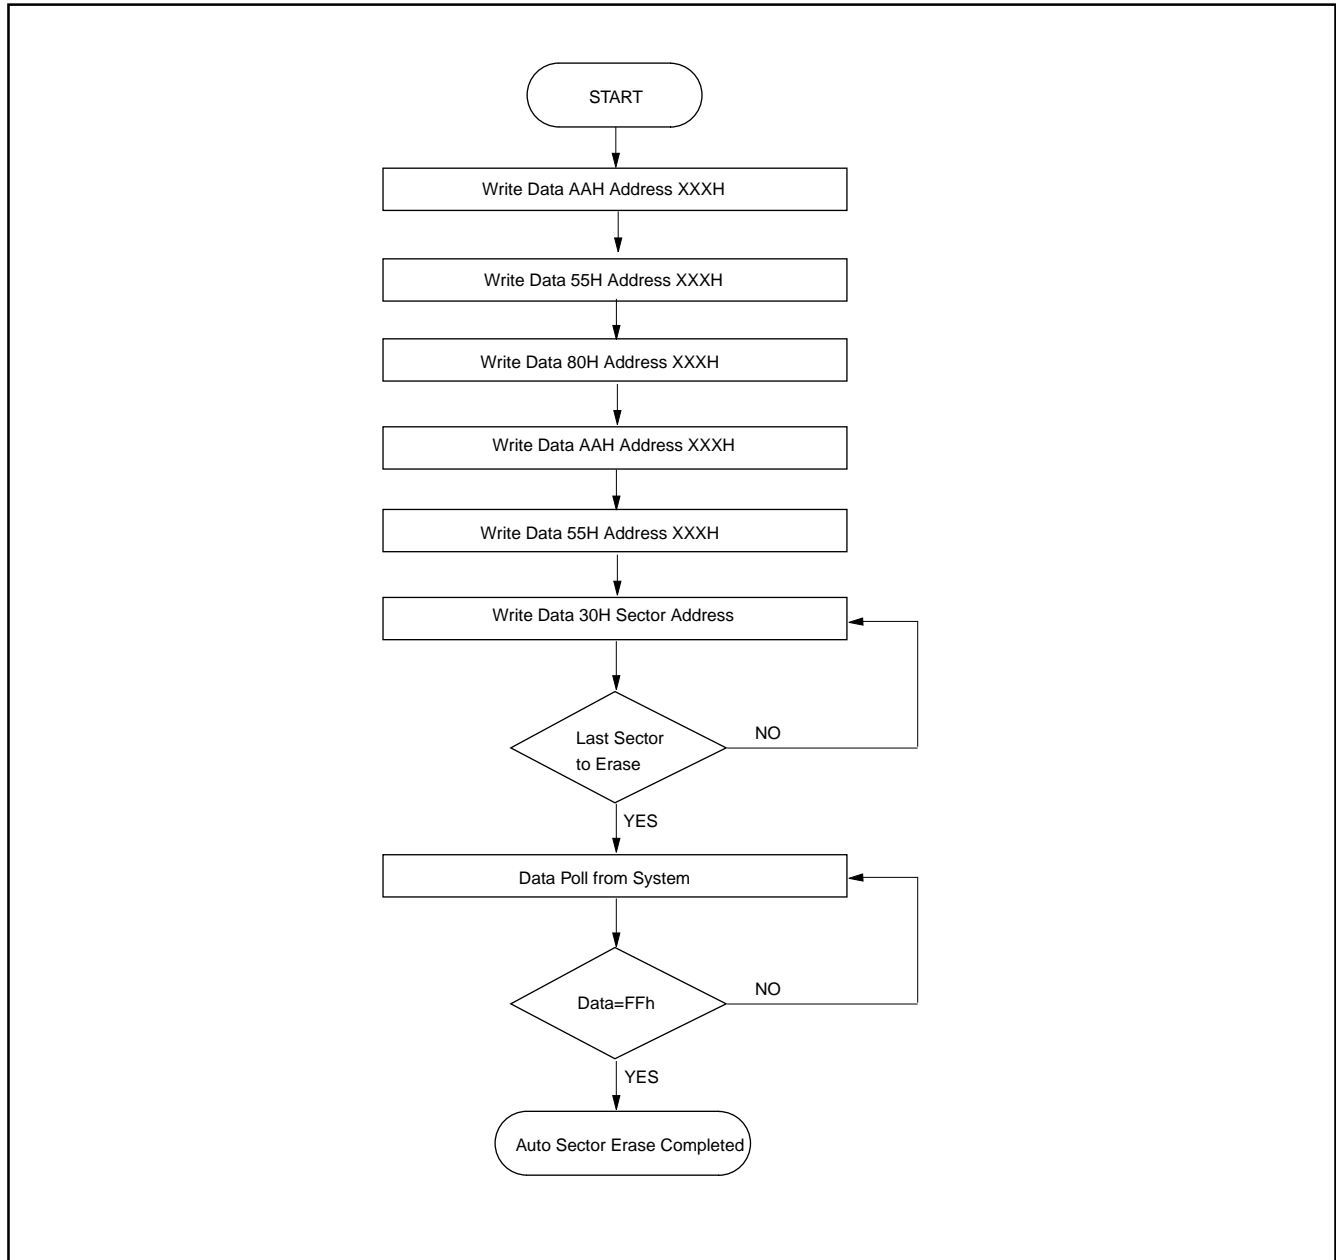 START
Write Data AAH Address XXXH
Write Data 55H Address XXXH
Write Data 80H Address XXXH
Write Data AAH Address XXXH
Write Data 55H Address XXXH
Write Data 30H Sector Address
Last Sector
to Erase
NO
YES
Data Poll from System
Data=FFh
NO
YES
Auto Sector Erase Completed